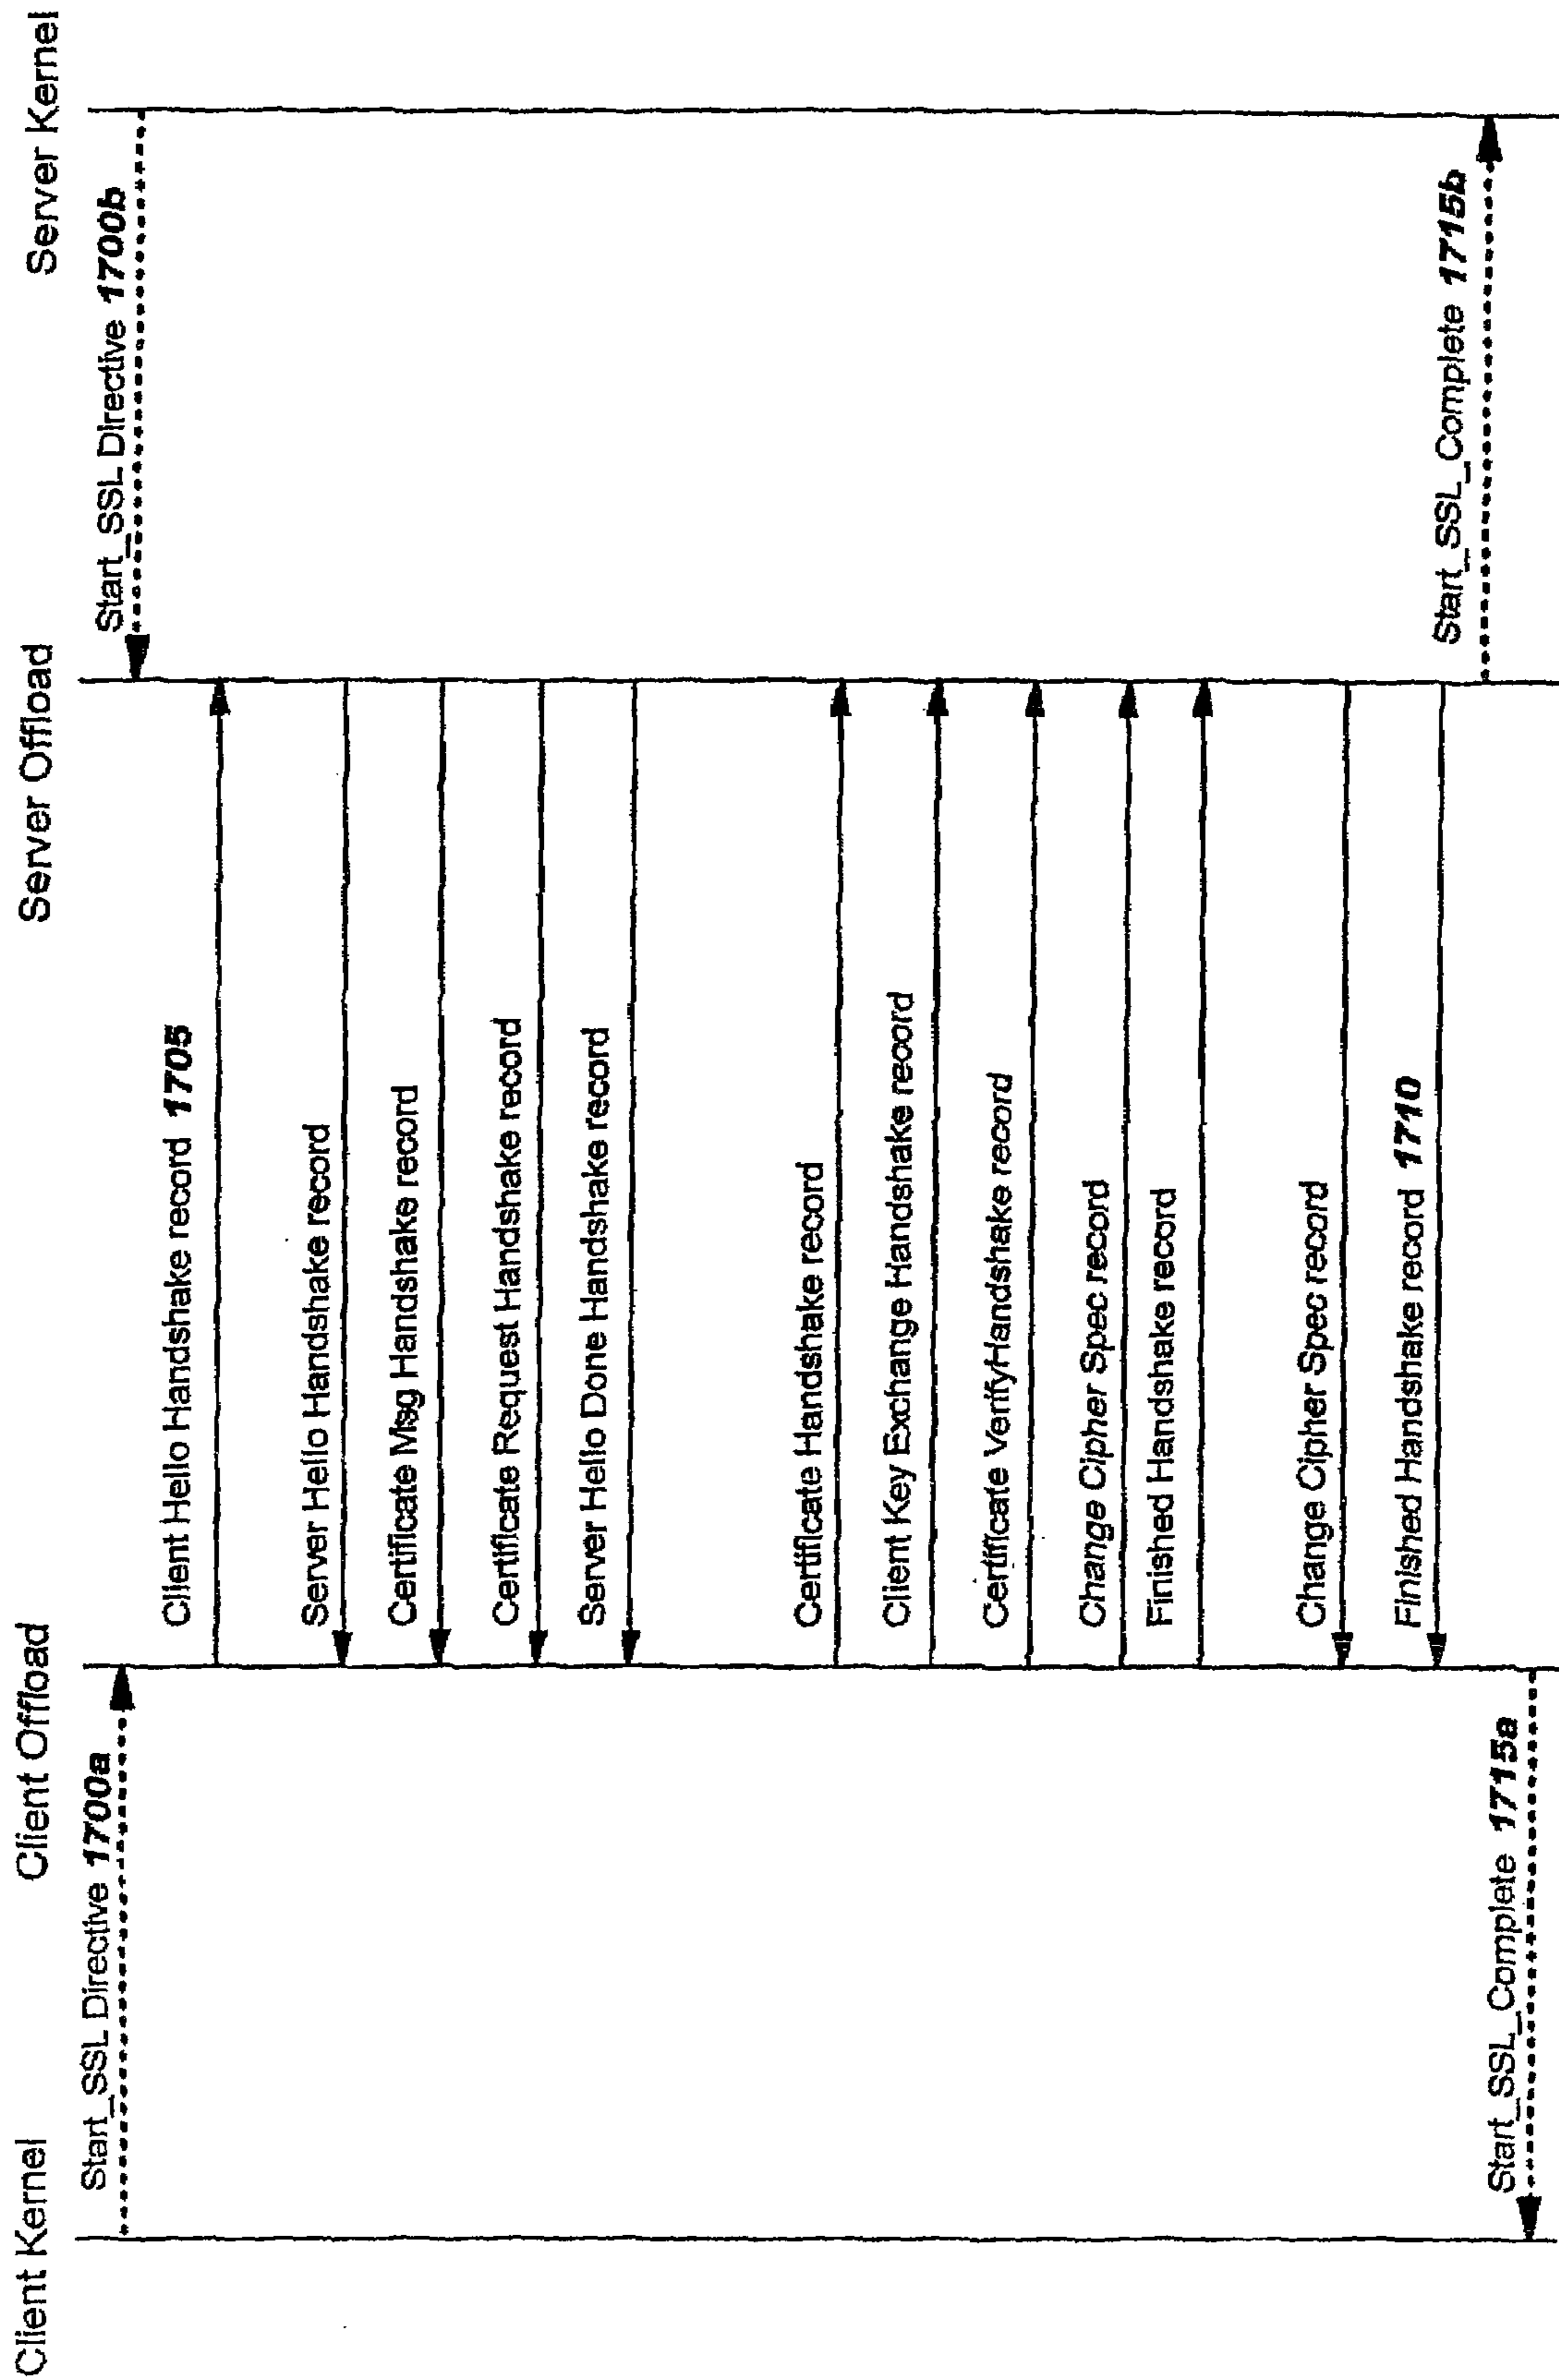 Client Kernel
Client Offload
Server Offload
Server Kernel
Start_SSL Directive 1700a
Start_SSL Directive 1700b
Client Hello Handshake record 1705
Server Hello Handshake record
Certificate Msg Handshake record
Certificate Request Handshake record
Server Hello Done Handshake record
Certificate Handshake record
Client Key Exchange Handshake record
Certificate VerifyHandshake record
Change Cipher Spec record
Finished Handshake record
Change Cipher Spec record
Finished Handshake record 1710
Start_SSL_Complete 1715b
Start_SSL_Complete 1715a